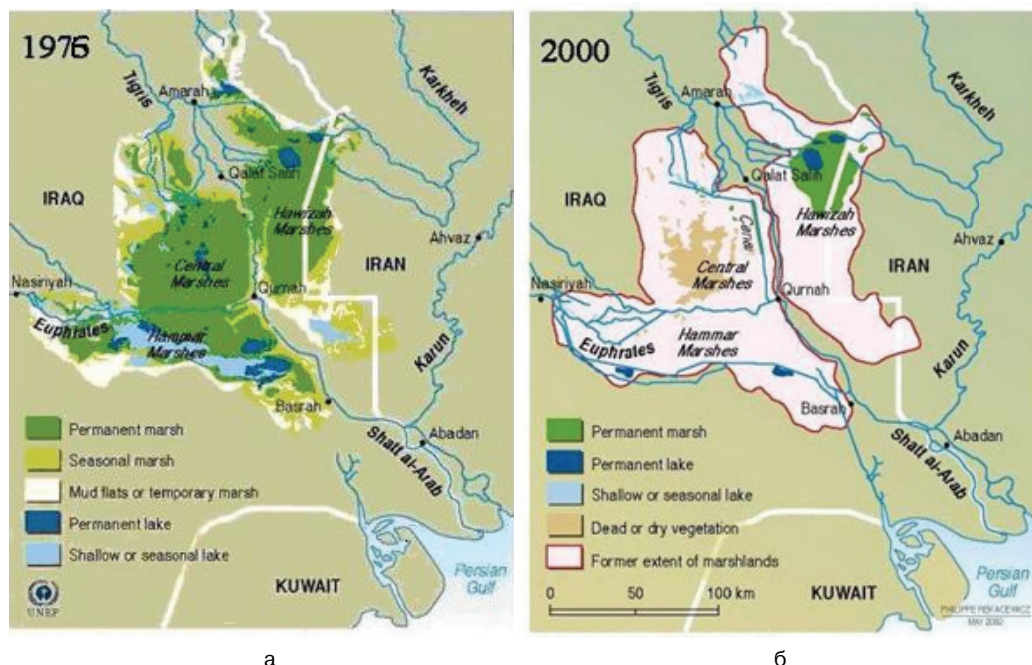 1976
Tigris
Karkheh
Amarah
Qalat Salih
IRAQ
Hawizah
Marshes
Ahvaz
Central
Marshes
IRAN
Nasiriyah
Qurnah
Euphrates
Hammar
Marshes
Karun
Basrah
Abadan
Shatt al-Arab
Permanent marsh
Seasonal marsh
Mud flats or temporary marsh
Permanent lake
Shallow or seasonal lake
KUWAIT
Persian
Gulf
UNEP
а
2000
Tigris
Karkheh
Amarah
Qalat Salih
IRAQ
Canal
Hawizah
Marshes
Ahvaz
Central
Marshes
IRAN
Nasiriyah
Qurnah
Euphrates
Hammar
Marshes
Karun
Basrah
Abadan
Shatt al-Arab
Permanent marsh
Permanent lake
Shallow or seasonal lake
Dead or dry vegetation
Former extent of marshlands
0 50 100 km
KUWAIT
Persian
Gulf
PHILIPPE REKACEWICZ
MAY 2002
б